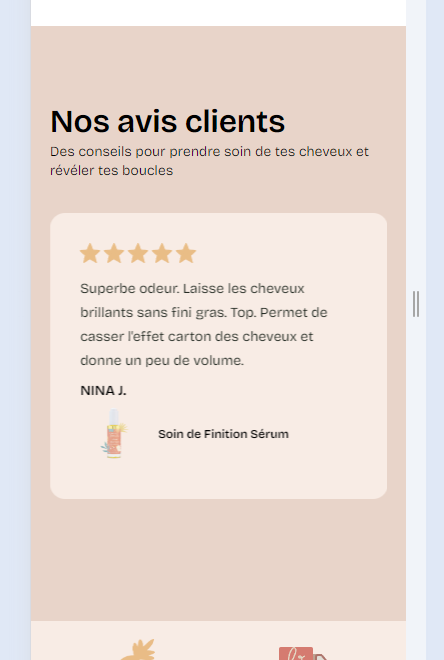 Nos avis clients
Des conseils pour prendre soin de tes cheveux et
révéler tes boucles
Superbe odeur. Laisse les cheveux
brillants sans fini gras. Top. Permet de
casser l'effet carton des cheveux et
donne un peu de volume.
NINA J.
Soin de Finition Sérum